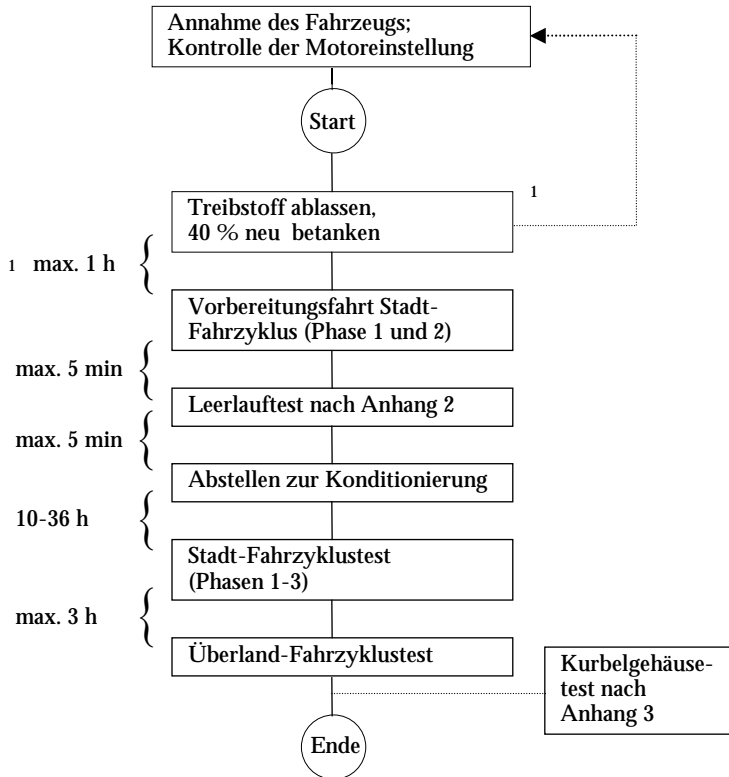 Annahme des Fahrzeugs;
Kontrolle der Motoreinstellung
Start
1
Treibstoff ablassen,
40 % neu betanken
1 max. 1 h
Vorbereitungsfahrt Stadt-
Fahrzyklus (Phase 1 und 2)
max. 5 min
Leerlauftest nach Anhang 2
max. 5 min
Abstellen zur Konditionierung
10-36 h
Stadt-Fahrzyklustest
(Phasen 1-3)
max. 3 h
Überland-Fahrzyklustest
Kurbelgehäuse-
test nach
Anhang 3
Ende